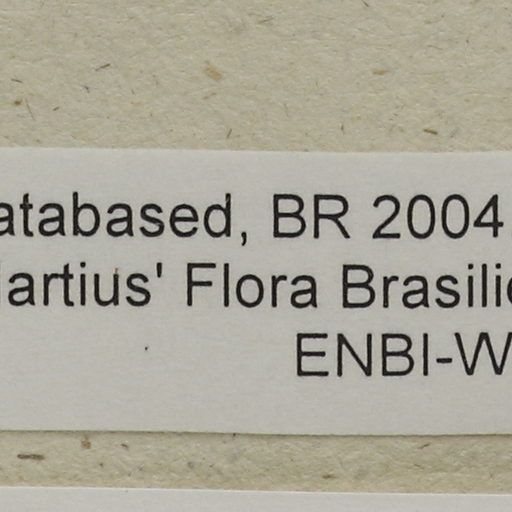 atabased, BR 2004
artius' Flora Brasili
ENBI-W